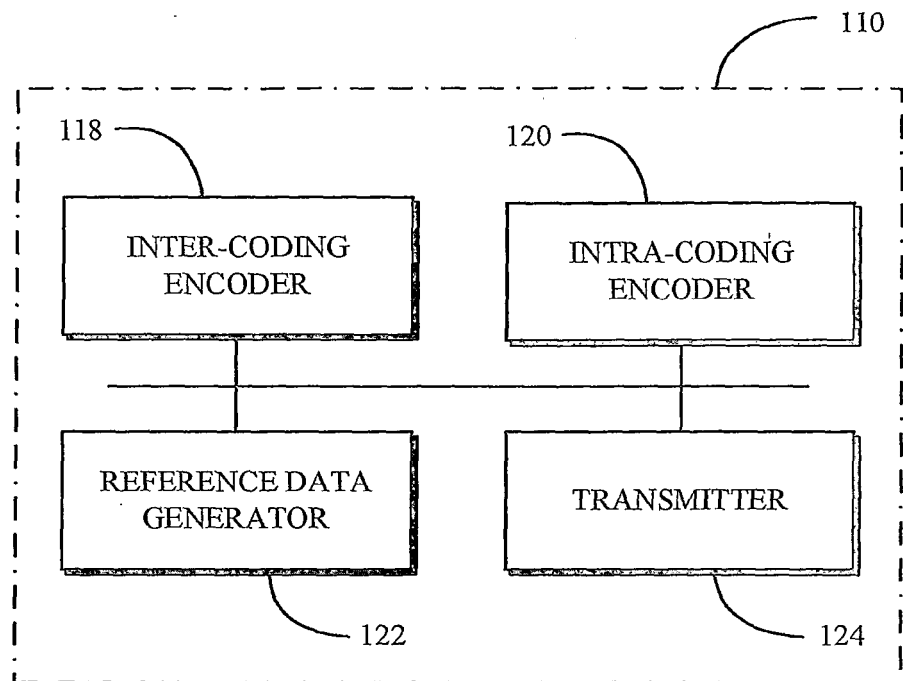 110
118
120
INTER-CODING
ENCODER
INTRA-CODING
ENCODER
REFERENCE DATA
GENERATOR
TRANSMITTER
122
124